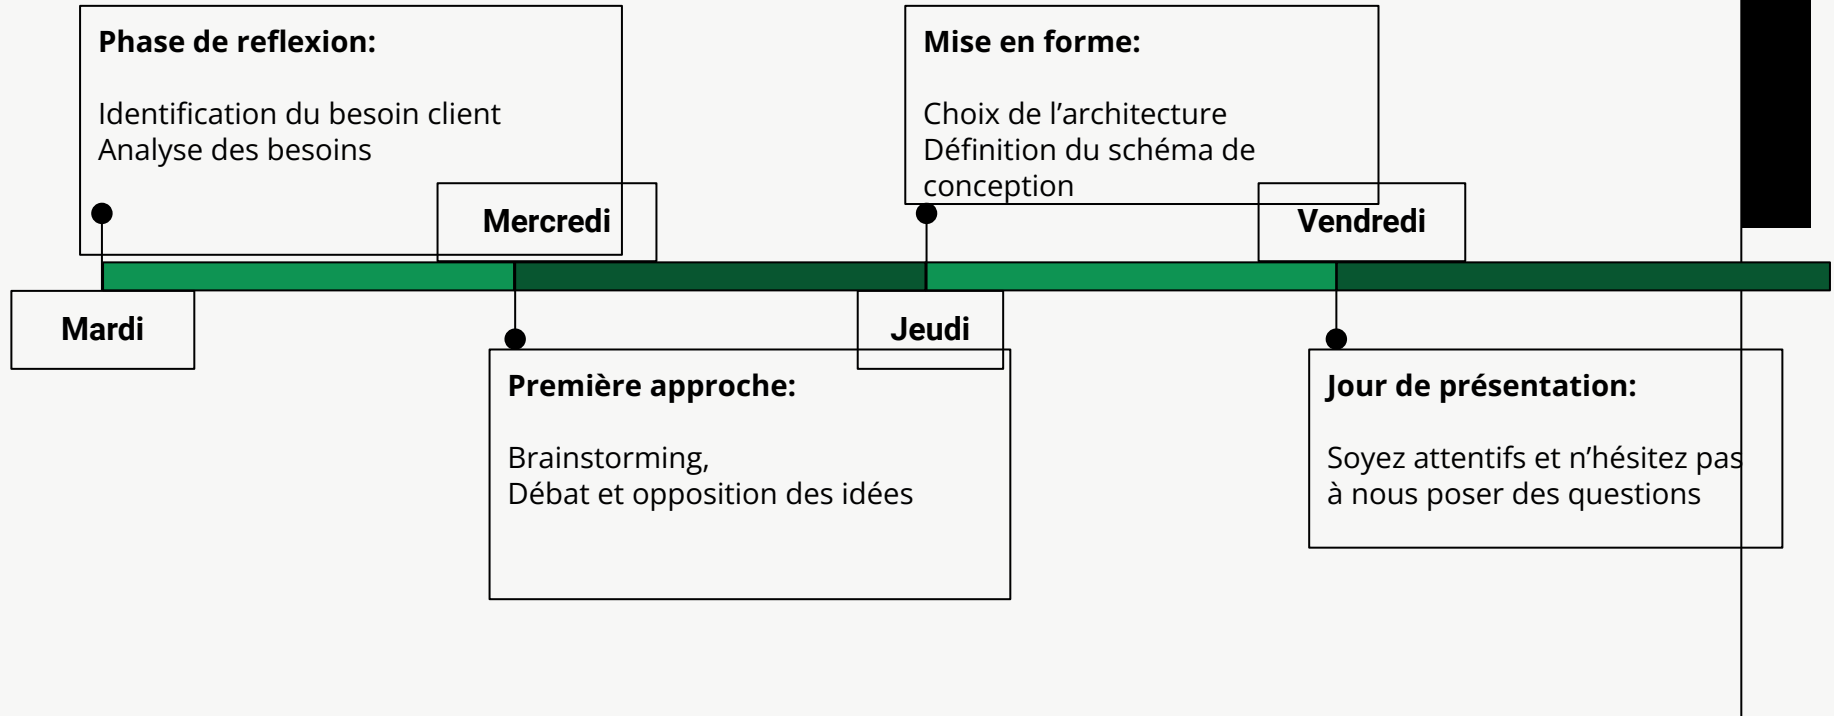 Phase de reflexion:
Identification du besoin client
Analyse des besoins
Mise en forme:
Choix de l’architecture
Définition du schéma de
conception
Mercredi
Vendredi
Mardi
Jeudi
Première approche:
Brainstorming,
Débat et opposition des idées
Jour de présentation:
Soyez attentifs et n’hésitez pas
à nous poser des questions